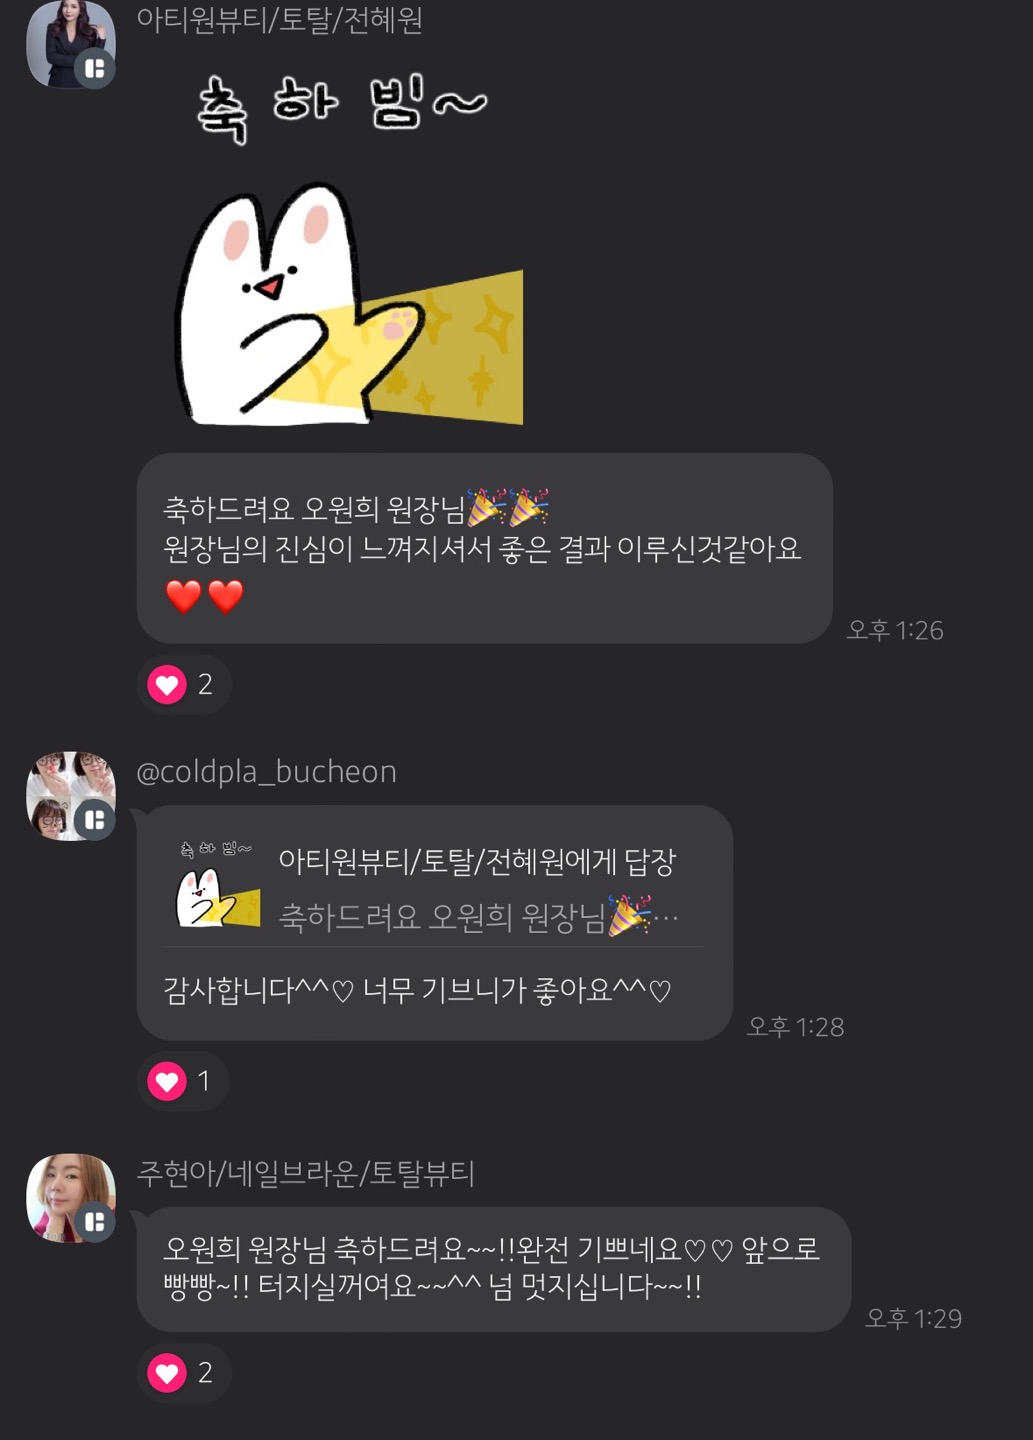 아티원뷰티/토탈/전혜원
축 하 빔~
축하드려요 오원희 원장님🎉🎉
원장님의 진심이 느껴지셔서 좋은 결과 이루신것같아요
❤️❤️
오후 1:26
2
@coldpla_bucheon
축 하 빔~
아티원뷰티/토탈/전혜원에게 답장
축하드려요 오원희 원장님🎉…
감사합니다^^♡ 너무 기브니가 좋아요^^♡
오후 1:28
1
주현아/네일브라운/토탈뷰티
오원희 원장님 축하드려요~~!!완전 기쁘네요♡♡ 앞으로
빵빵~!! 터지실꺼여요~~^^ 넘 멋지십니다~~!!
오후 1:29
2